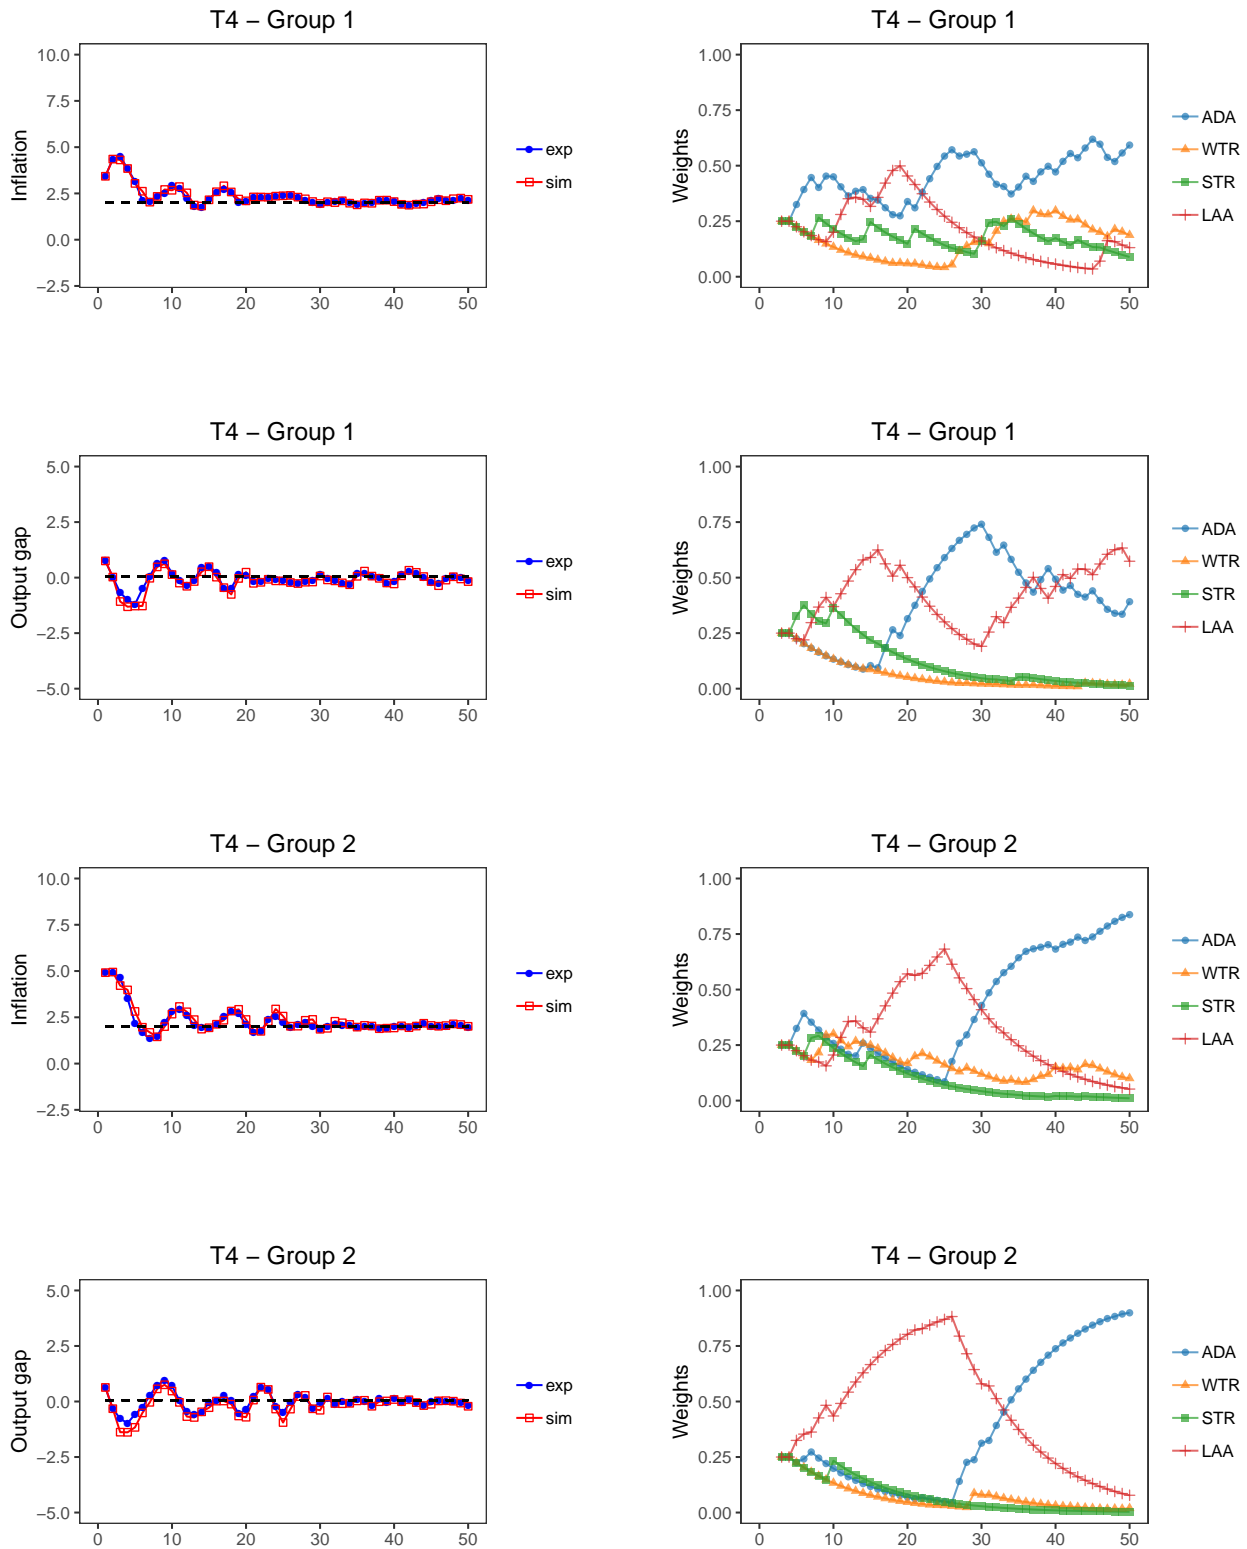 T4 – Group 1
T4 – Group 1
10.0
7.5
5.0
2.5
0.0
−2.5
Inflation
0 10 20 30 40 50
exp
sim
1.00
0.75
0.50
0.25
0.00
Weights
0 10 20 30 40 50
ADA
WTR
STR
LAA
T4 – Group 1
T4 – Group 1
5.0
2.5
0.0
−2.5
−5.0
Output gap
0 10 20 30 40 50
exp
sim
1.00
0.75
0.50
0.25
0.00
Weights
0 10 20 30 40 50
ADA
WTR
STR
LAA
T4 – Group 2
T4 – Group 2
10.0
7.5
5.0
2.5
0.0
−2.5
Inflation
0 10 20 30 40 50
exp
sim
1.00
0.75
0.50
0.25
0.00
Weights
0 10 20 30 40 50
ADA
WTR
STR
LAA
T4 – Group 2
T4 – Group 2
5.0
2.5
0.0
−2.5
−5.0
Output gap
0 10 20 30 40 50
exp
sim
1.00
0.75
0.50
0.25
0.00
Weights
0 10 20 30 40 50
ADA
WTR
STR
LAA